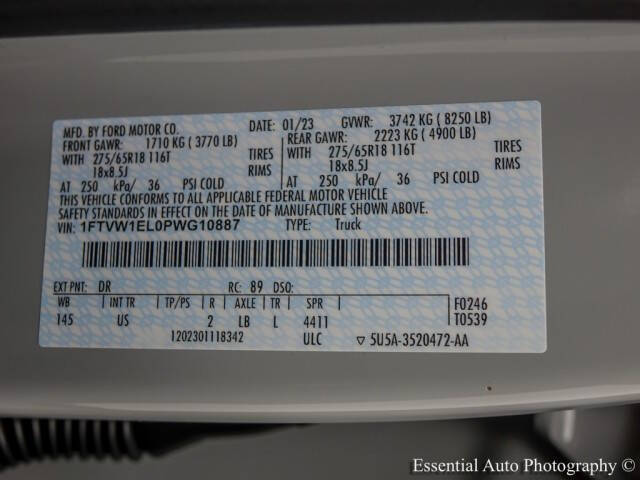 MFD. BY FORD MOTOR CO.
DATE: 01/23 GVWR: 3742 KG ( 8250 LB)
FRONT GAWR: 1710 KG ( 3770 LB)
REAR GAWR: 2223 KG ( 4900 LB)
WITH 275/65R18 116T TIRES
WITH 275/65R18 116T TIRES
18x8.5J RIMS
18x8.5J RIMS
AT 250 kPa/ 36 PSI COLD
AT 250 kPa/ 36 PSI COLD
THIS VEHICLE CONFORMS TO ALL APPLICABLE FEDERAL MOTOR VEHICLE
SAFETY STANDARDS IN EFFECT ON THE DATE OF MANUFACTURE SHOWN ABOVE.
VIN: 1FTVW1EL0PWG10887 TYPE: Truck
EXT PNT: DR RC: 89 DSO:
WB INT TR TP/PS R AXLE TR SPR F0246
145 US 2 LB L 4411 T0539
1202301118342 ULC ▽ 5U5A-3520472-AA
Essential Auto Photography ©